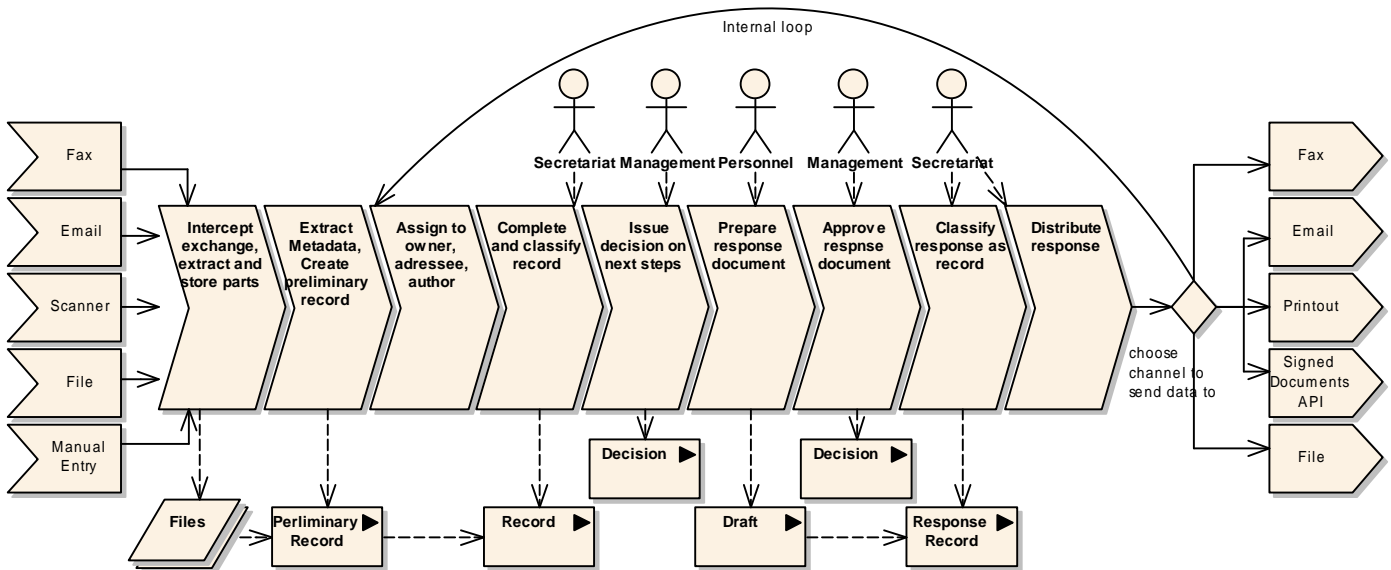 Internal loop
Secretariat
Management
Personnel
Management
Secretariat
Fax
Email
Scanner
File
Manual
Entry
Intercept
exchange,
extract and
store parts
Extract
Metadata,
Create
preliminary
record
Assign to
owner,
adressee,
author
Complete
and classify
record
Issue
decision on
next steps
Prepare
response
document
Approve
respnse
document
Classify
response as
record
Distribute
response
choose
channel to
send data to
Fax
Email
Printout
Signed
Documents
API
File
Decision
Decision
Files
Perliminary
Record
Record
Draft
Response
Record